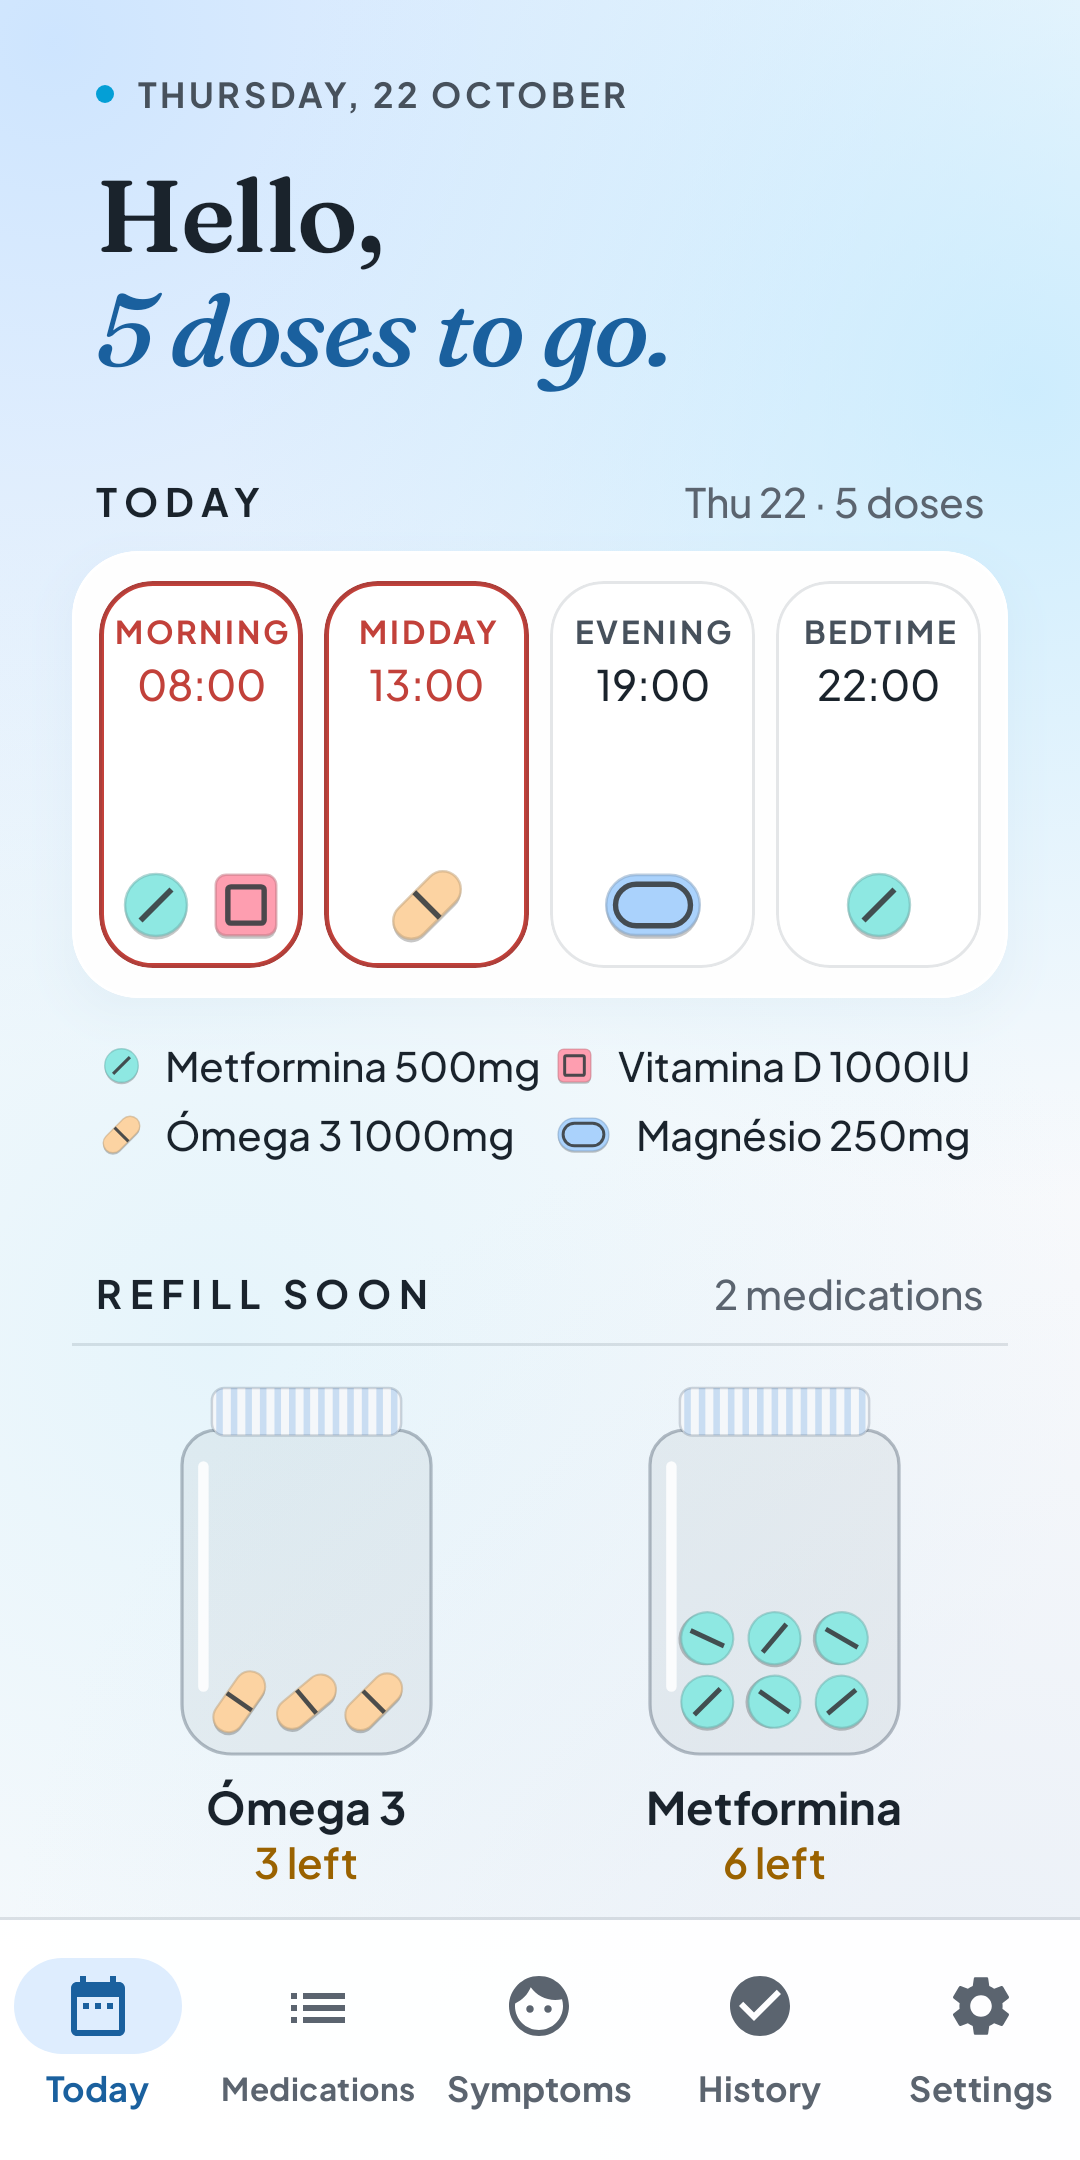 THURSDAY, 22 OCTOBER
Hello,
5 doses to go.
TODAY
Thu 22 · 5 doses
MORNING
08:00
MIDDAY
13:00
EVENING
19:00
BEDTIME
22:00
Metformina 500mg
Vitamina D 1000IU
Ómega 3 1000mg
Magnésio 250mg
REFILL SOON
2 medications
Ómega 3
3 left
Metformina
6 left
Today
Medications
Symptoms
History
Settings